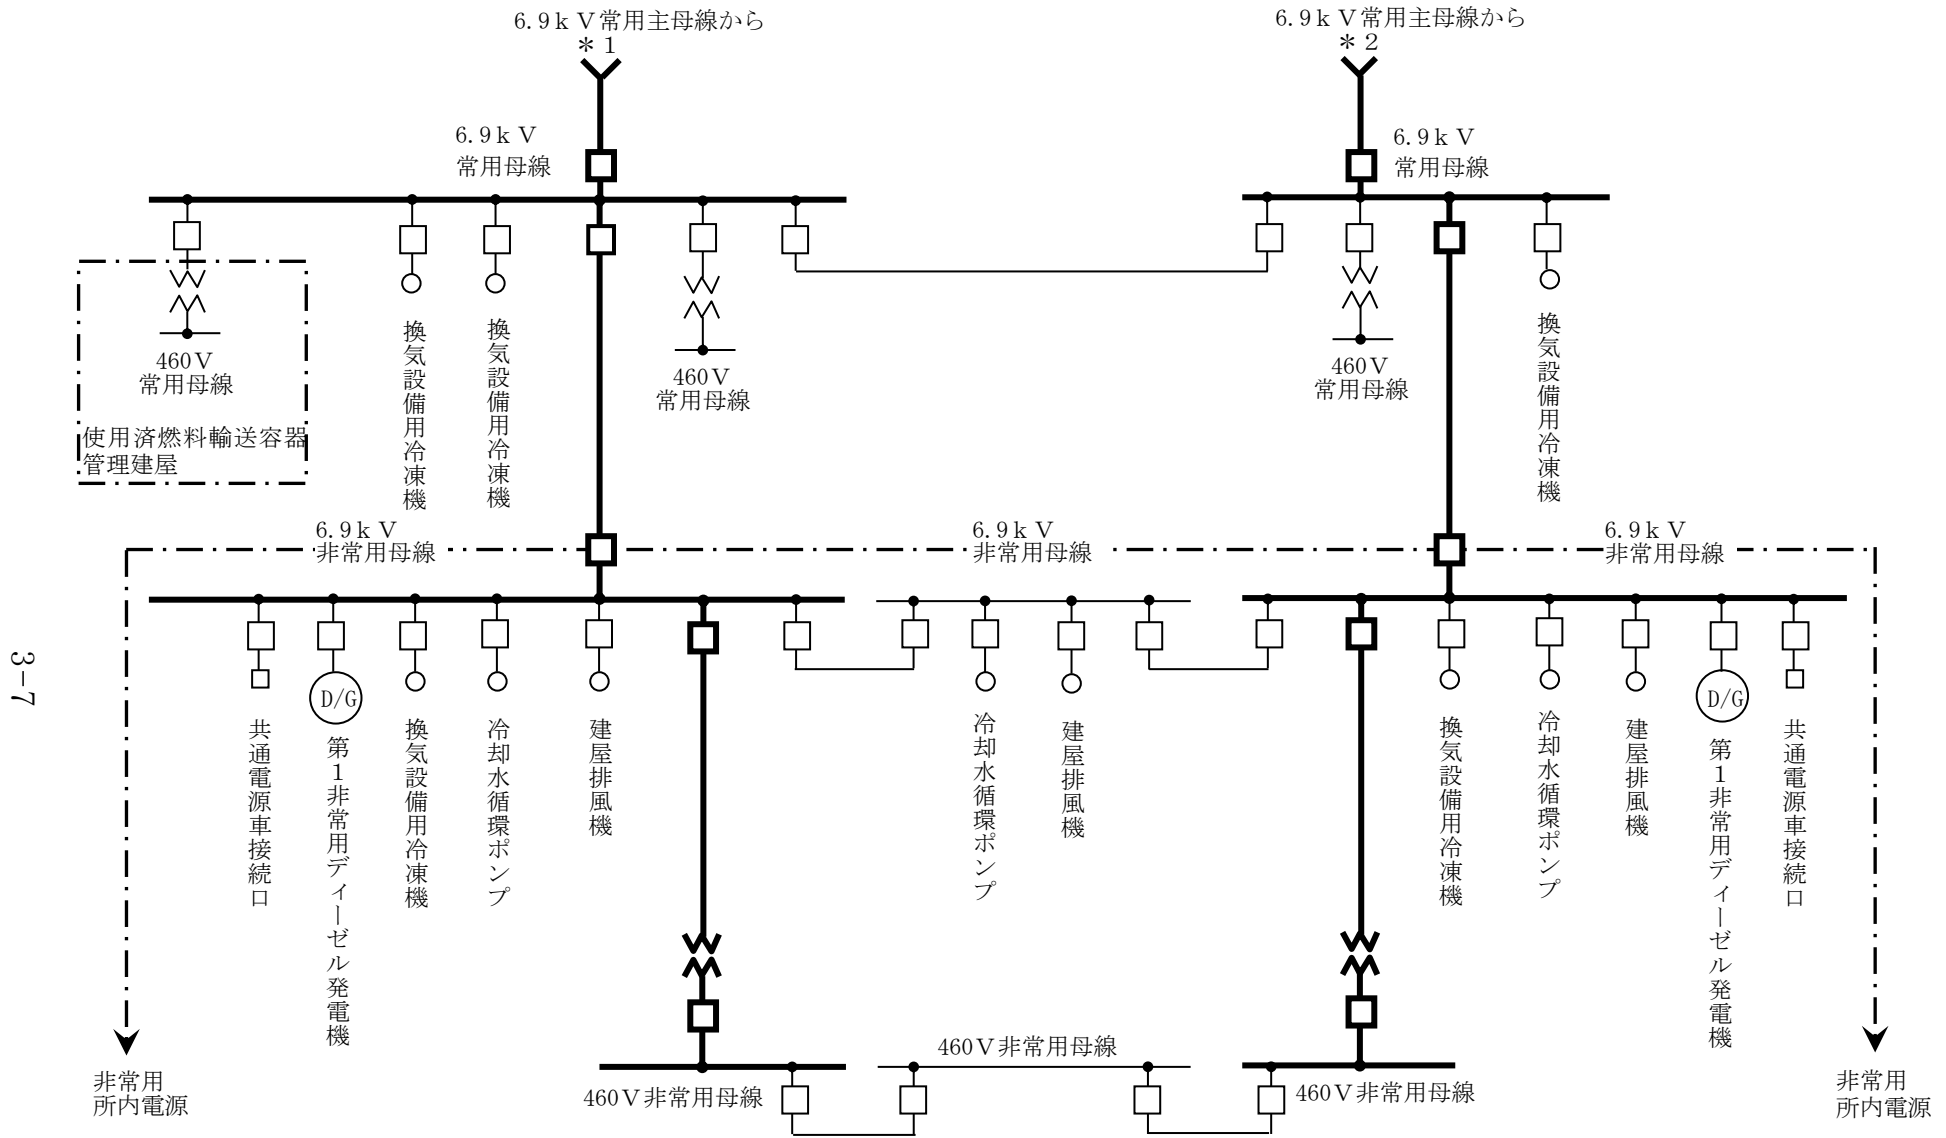 6.9kV常用主母線から
*1
6.9kV常用主母線から
*2
6.9kV
常用母線
6.9kV
常用母線
460V
常用母線
使用済燃料輸送容器
管理建屋
換気設備用冷凍機
換気設備用冷凍機
460V
常用母線
460V
常用母線
換気設備用冷凍機
6.9kV
非常用母線
6.9kV
非常用母線
6.9kV
非常用母線
共通電源車接続口
D/G
第1非常用ディーゼル発電機
換気設備用冷凍機
冷却水循環ポンプ
建屋排風機
冷却水循環ポンプ
建屋排風機
換気設備用冷凍機
冷却水循環ポンプ
建屋排風機
D/G
第1非常用ディーゼル発電機
共通電源車接続口
非常用
所内電源
460V非常用母線
460V非常用母線
460V非常用母線
非常用
所内電源
3-7